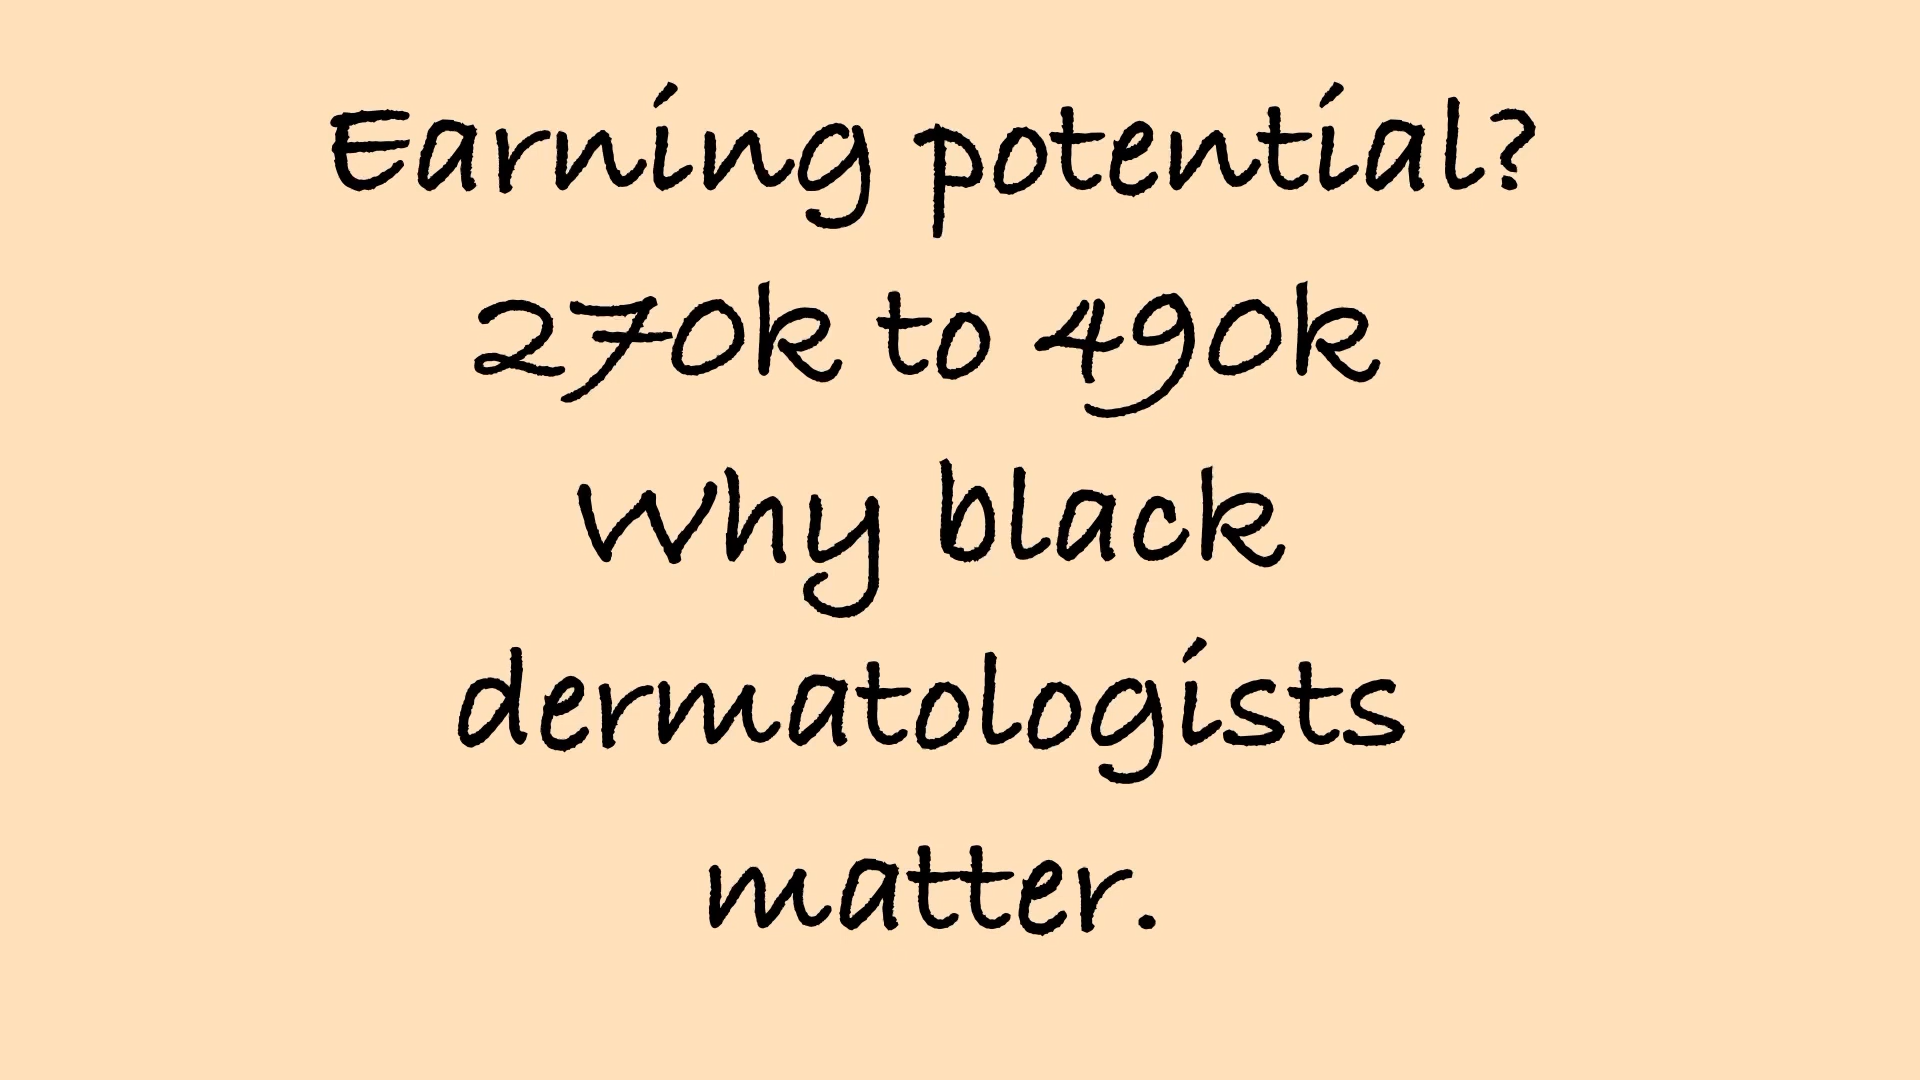 Earning potential?
270k to 490k
Why black
dermatologists
matter.